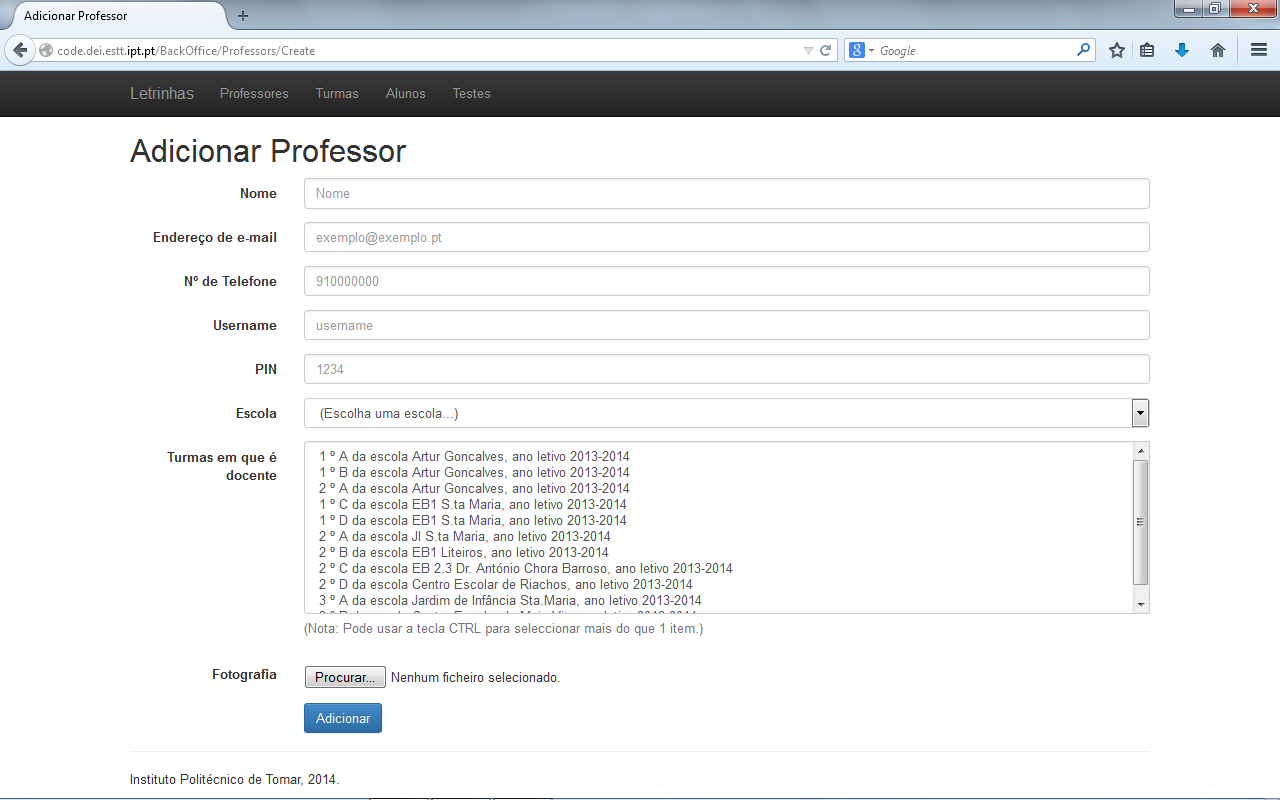 Adicionar Professor
code.dei.estt.ipt.pt/BackOffice/Professors/Create
Google
Letrinhas Professores Turmas Alunos Testes
Adicionar Professor
Nome Nome
Endereço de e-mail exemplo@exemplo.pt
Nº de Telefone 910000000
Username username
PIN 1234
Escola (Escolha uma escola...)
Turmas em que é docente
1 º A da escola Artur Goncalves, ano letivo 2013-2014
1 º B da escola Artur Goncalves, ano letivo 2013-2014
2 º A da escola Artur Goncalves, ano letivo 2013-2014
1 º C da escola EB1 S.ta Maria, ano letivo 2013-2014
1 º D da escola EB1 S.ta Maria, ano letivo 2013-2014
2 º A da escola JI S.ta Maria, ano letivo 2013-2014
2 º B da escola EB1 Liteiros, ano letivo 2013-2014
2 º C da escola EB 2.3 Dr. António Chora Barroso, ano letivo 2013-2014
2 º D da escola Centro Escolar de Riachos, ano letivo 2013-2014
3 º A da escola Jardim de Infância Sta.Maria, ano letivo 2013-2014
(Nota: Pode usar a tecla CTRL para seleccionar mais do que 1 item.)
Fotografia Procurar... Nenhum ficheiro selecionado.
Adicionar
Instituto Politécnico de Tomar, 2014.